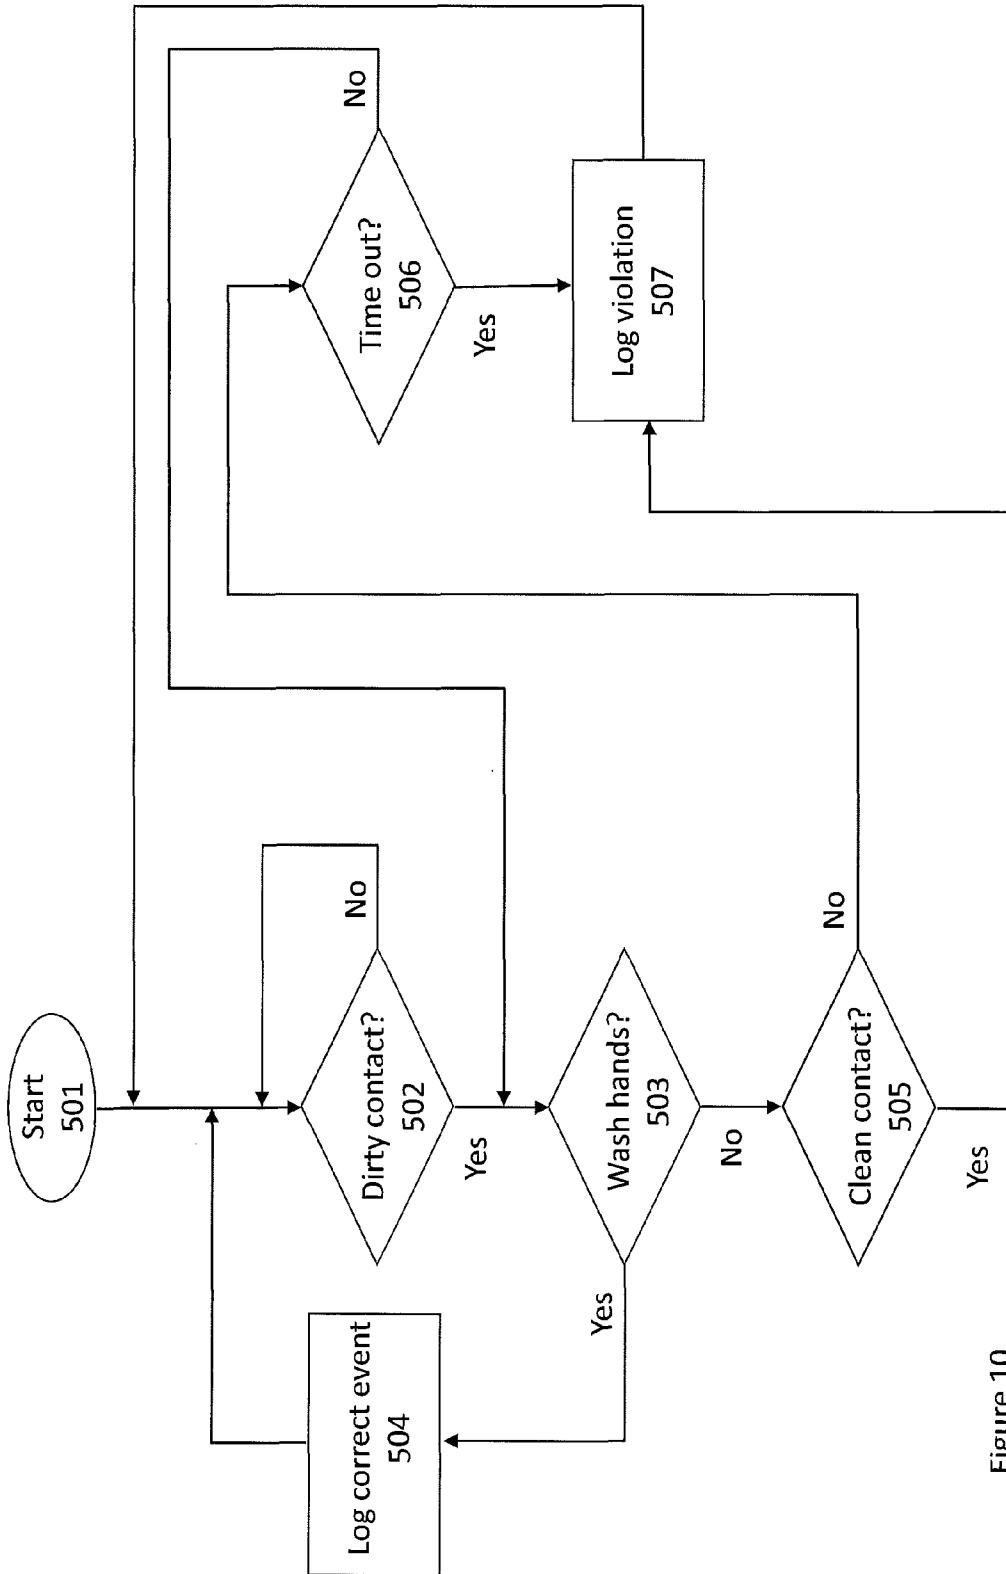 Start
501
Dirty contact?
502
No
Yes
Wash hands?
503
Yes
No
Log correct event
504
Clean contact?
505
No
Yes
Time out?
506
No
Yes
Log violation
507
Figure 10